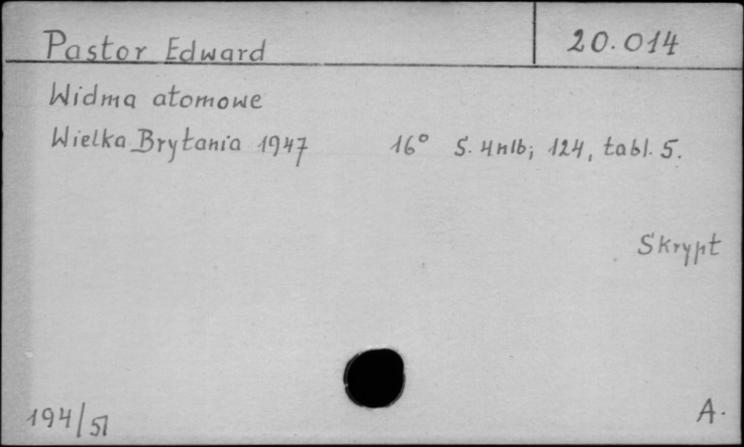 Pastor Edward 20.014
Widma atomowe
Wielka Brytania 1947 16° S. 4nlb; 124, tabl. 5.
Skrypt
194/51 A.